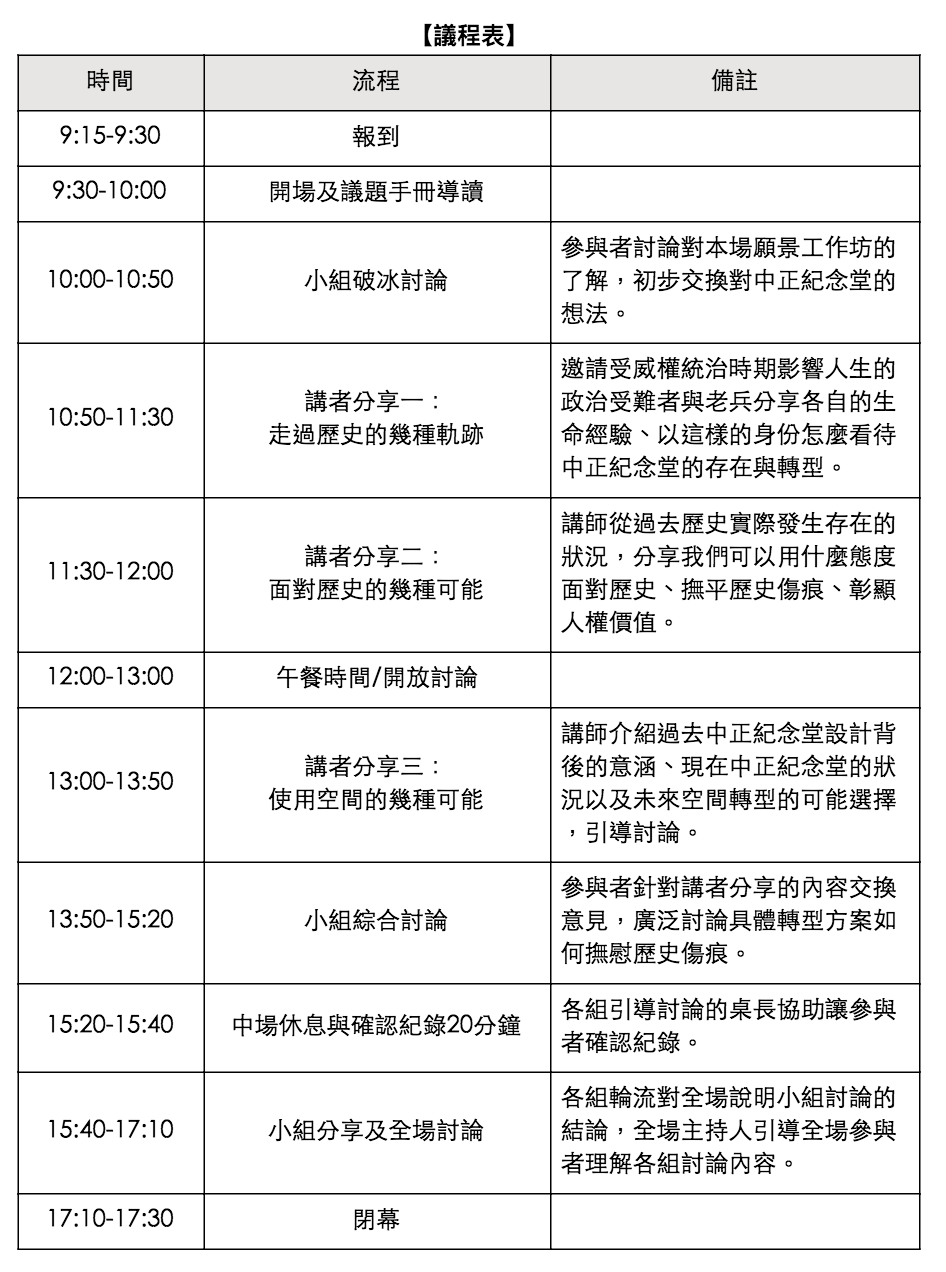 【議程表】
時間 流程 備註
9:15-9:30 報到
9:30-10:00 開場及議題手冊導讀
10:00-10:50 小組破冰討論
參與者討論對本場願景工作坊的
了解，初步交換對中正紀念堂的
想法。
10:50-11:30
講者分享一：
走過歷史的幾種軌跡
邀請受威權統治時期影響人生的
政治受難者與老兵分享各自的生
命經驗、以這樣的身份怎麼看待
中正紀念堂的存在與轉型。
11:30-12:00
講者分享二：
面對歷史的幾種可能
講師從過去歷史實際發生存在的
狀況，分享我們可以用什麼態度
面對歷史、撫平歷史傷痕、彰顯
人權價值。
12:00-13:00 午餐時間/開放討論
13:00-13:50
講者分享三：
使用空間的幾種可能
講師介紹過去中正紀念堂設計背
後的意涵、現在中正紀念堂的狀
況以及未來空間轉型的可能選擇
，引導討論。
13:50-15:20 小組綜合討論
參與者針對講者分享的內容交換
意見，廣泛討論具體轉型方案如
何撫慰歷史傷痕。
15:20-15:40 中場休息與確認紀錄20分鐘
各組引導討論的桌長協助讓參與
者確認紀錄。
15:40-17:10 小組分享及全場討論
各組輪流對全場說明小組討論的
結論，全場主持人引導全場參與
者理解各組討論內容。
17:10-17:30 閉幕